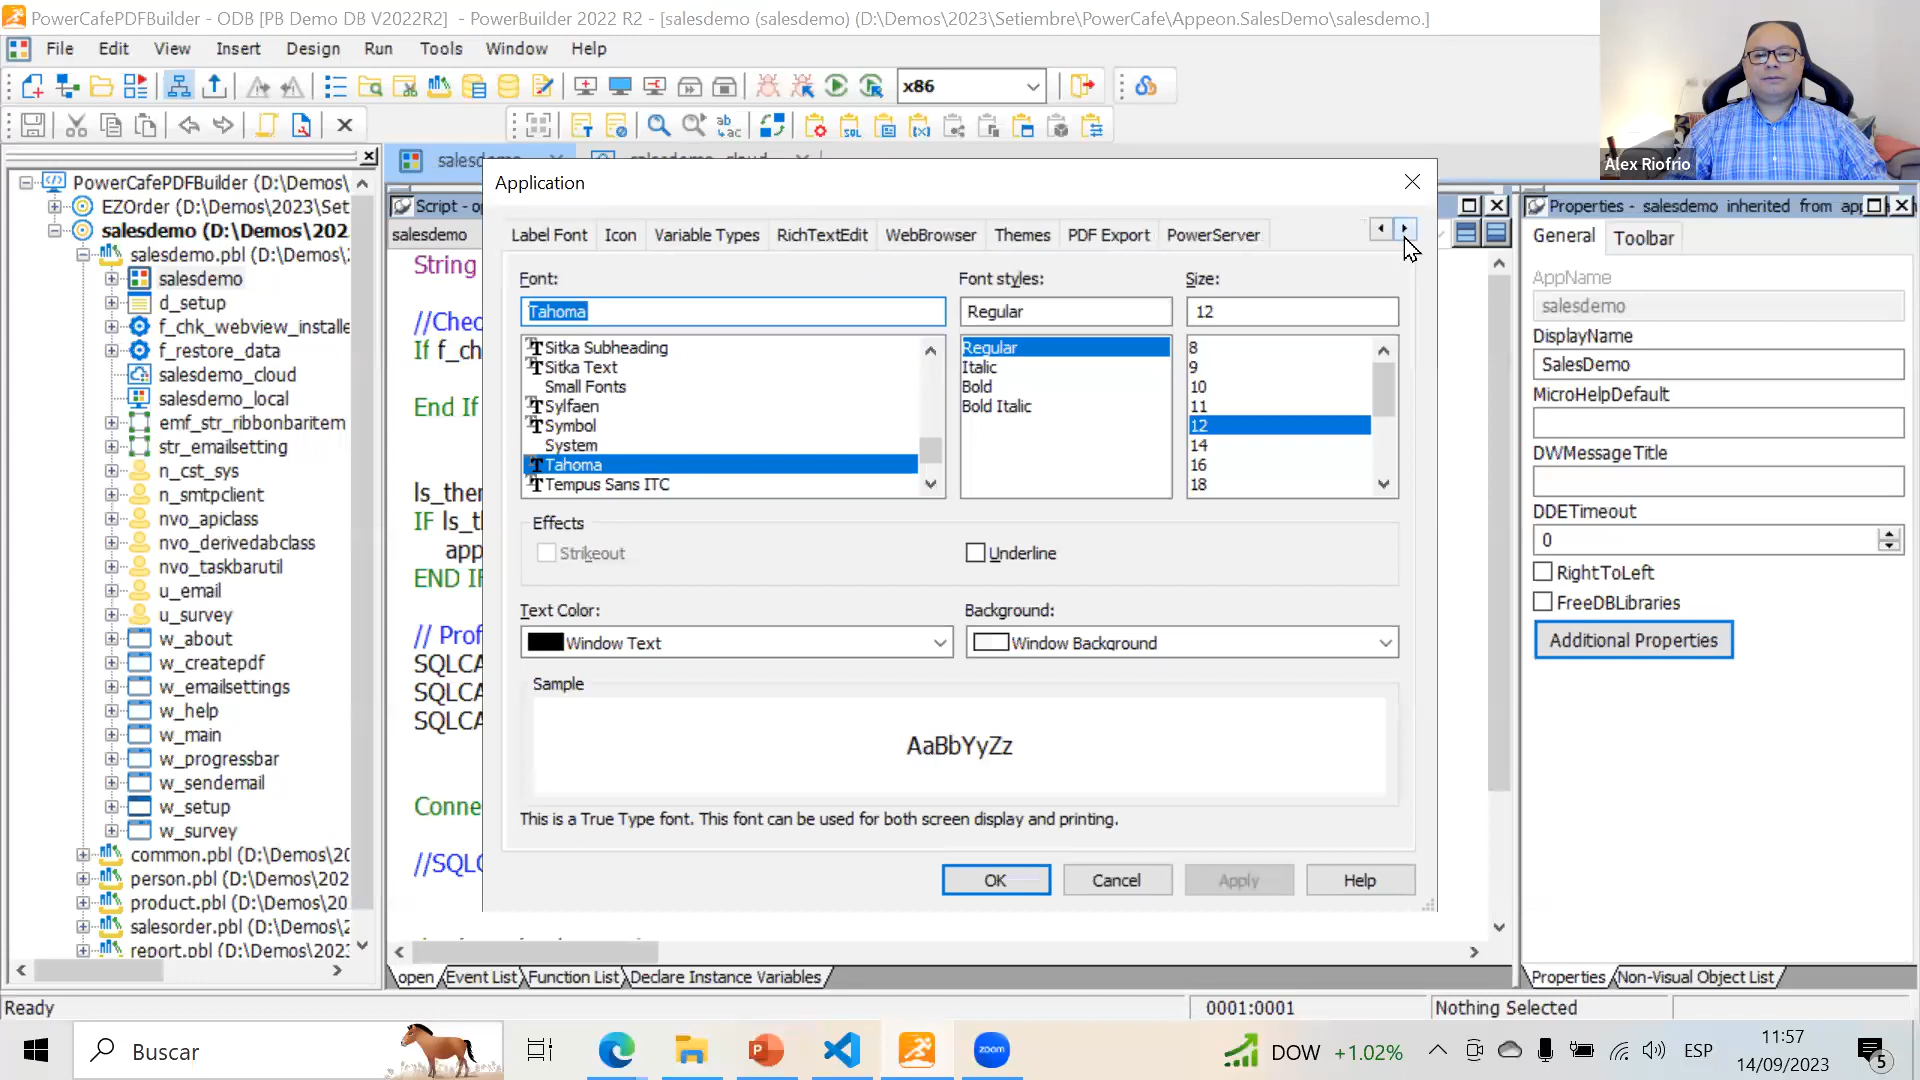 PowerCafePDFBuilder - ODB [PB Demo DB V2022R2] - PowerBuilder 2022 R2 - [salesdemo (salesdemo) (D:\Demos\2023\Setiembre\PowerCafe\Appeon.SalesDemo\salesdemo.]
File Edit View Insert Design Run Tools Window Help
x86
Alex Riofrio
PowerCafePDFBuilder (D:\Demos\
EZOrder (D:\Demos\2023\Set
salesdemo (D:\Demos\202
salesdemo.pbl (D:\Demos\
salesdemo
d_setup
f_chk_webview_installe
f_restore_data
salesdemo_cloud
salesdemo_local
emf_str_ribbonbaritem
str_emailsetting
n_cst_sys
n_smtpclient
nvo_apiclass
nvo_derivedabclass
nvo_taskbarutil
u_email
u_survey
w_about
w_createpdf
w_emailsettings
w_help
w_main
w_progressbar
w_sendemail
w_setup
w_survey
common.pbl (D:\Demos\20
person.pbl (D:\Demos\202
product.pbl (D:\Demos\20
salesorder.pbl (D:\Demos\2
report.pbl (D:\Demos\202
Script - op
salesdemo
String
//Chec
If f_ch
End If
ls_ther
IF ls_th
app
END IF
// Prof
SQLCA
SQLCA
SQLCA
Conne
//SQLC
open Event List Function List Declare Instance Variables
Application
Label Font Icon Variable Types RichTextEdit WebBrowser Themes PDF Export PowerServer
Font: Font styles: Size:
Tahoma Regular 12
Sitka Subheading
Sitka Text
Small Fonts
Sylfaen
Symbol
System
Tahoma
Tempus Sans ITC
Regular
Italic
Bold
Bold Italic
8
9
10
11
12
14
16
18
Effects
Strikeout Underline
Text Color: Background:
Window Text Window Background
Sample
AaBbYyZz
This is a True Type font. This font can be used for both screen display and printing.
OK Cancel Apply Help
Properties - salesdemo inherited from
General Toolbar
AppName
salesdemo
DisplayName
SalesDemo
MicroHelpDefault
DWMessageTitle
DDETimeout
0
RightToLeft
FreeDBLibraries
Additional Properties
Properties Non-Visual Object List
Ready 0001:0001 Nothing Selected
Buscar zoom DOW +1.02% ESP 11:57
14/09/2023 5